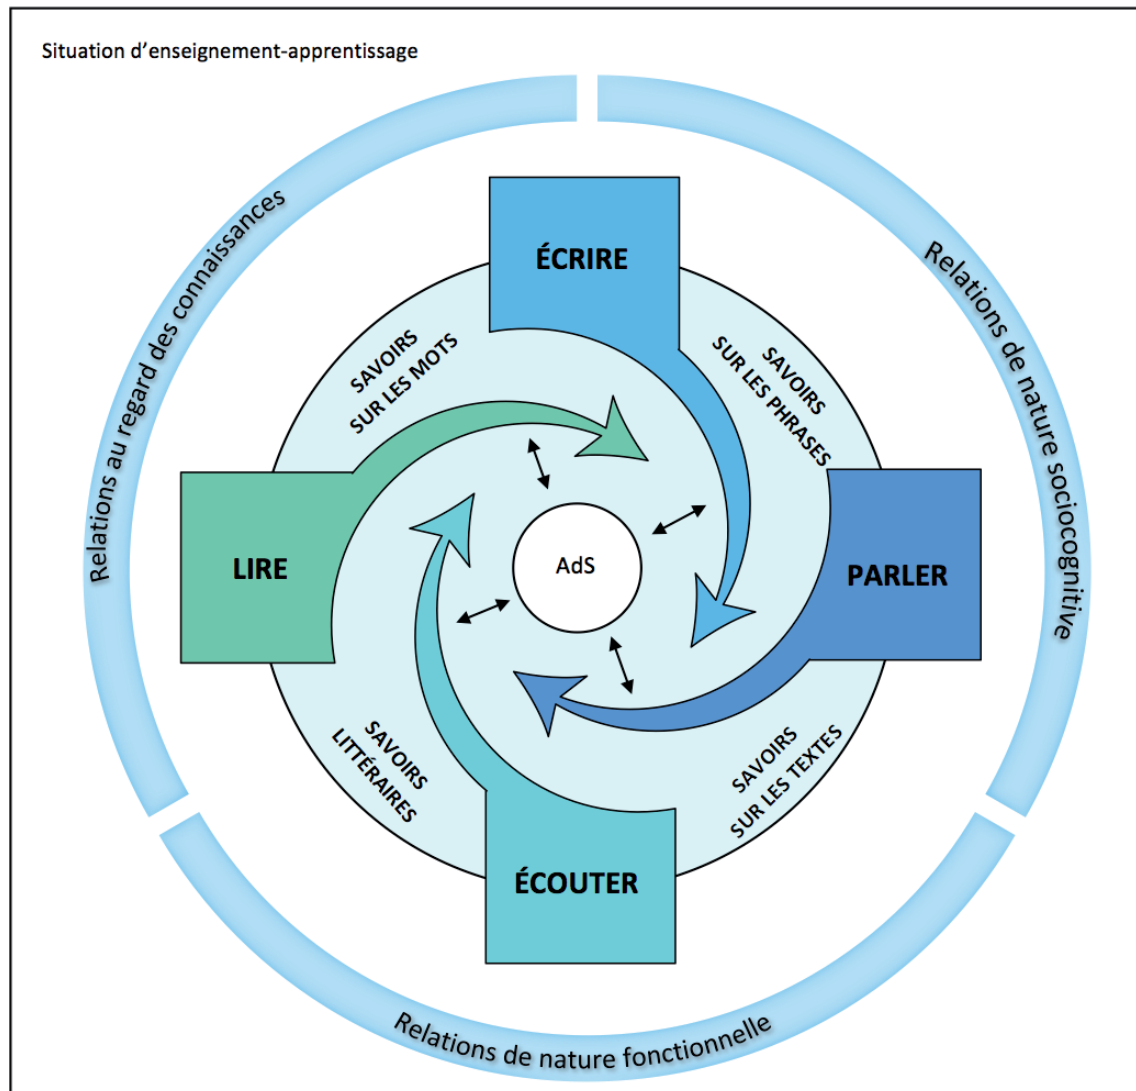 Situation d'enseignement-apprentissage
Relations au regard des connaissances
Relations de nature sociocognitive
ÉCRIRE
SAVOIRS
SUR LES MOTS
SAVOIRS
SUR LES PHRASES
LIRE
AdS
PARLER
SAVOIRS
LITTÉRAIRES
SAVOIRS
SUR LES TEXTES
ÉCOUTER
Relations de nature fonctionnelle